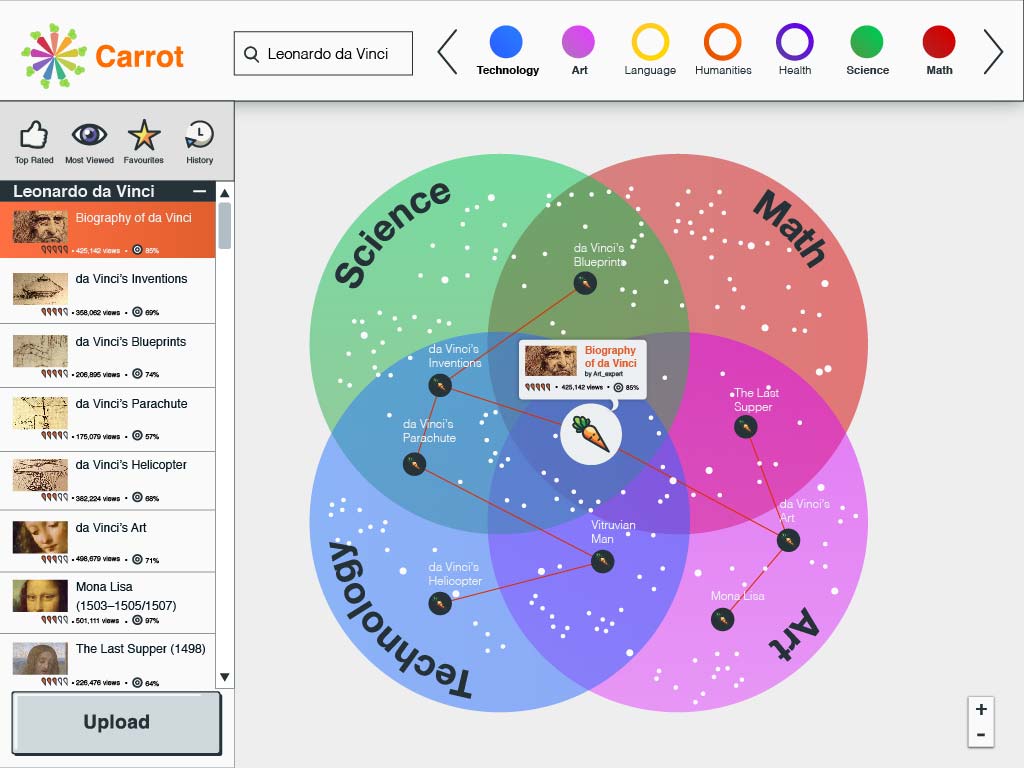 Carrot
Leonardo da Vinci
Technology
Art
Language
Humanities
Health
Science
Math
Top Rated
Most Viewed
Favourites
History
Leonardo da Vinci
Biography of da Vinci
• 425,142 views • 85%
da Vinci's Inventions
• 358,062 views • 69%
da Vinci's Blueprints
• 206,895 views • 74%
da Vinci's Parachute
• 175,079 views • 57%
da Vinci's Helicopter
• 382,224 views • 68%
da Vinci's Art
• 498,679 views • 71%
Mona Lisa
(1503–1505/1507)
• 501,111 views • 97%
The Last Supper (1498)
• 226,476 views • 64%
Upload
Science
Math
da Vinci's
Blueprints
da Vinci's
Inventions
Biography
of da Vinci
by Art_expert
• 425,142 views • 85%
The Last
Supper
da Vinci's
Parachute
da Vinci's
Art
Vitruvian
Man
da Vinci's
Helicopter
Mona Lisa
Technology
Art
+
-